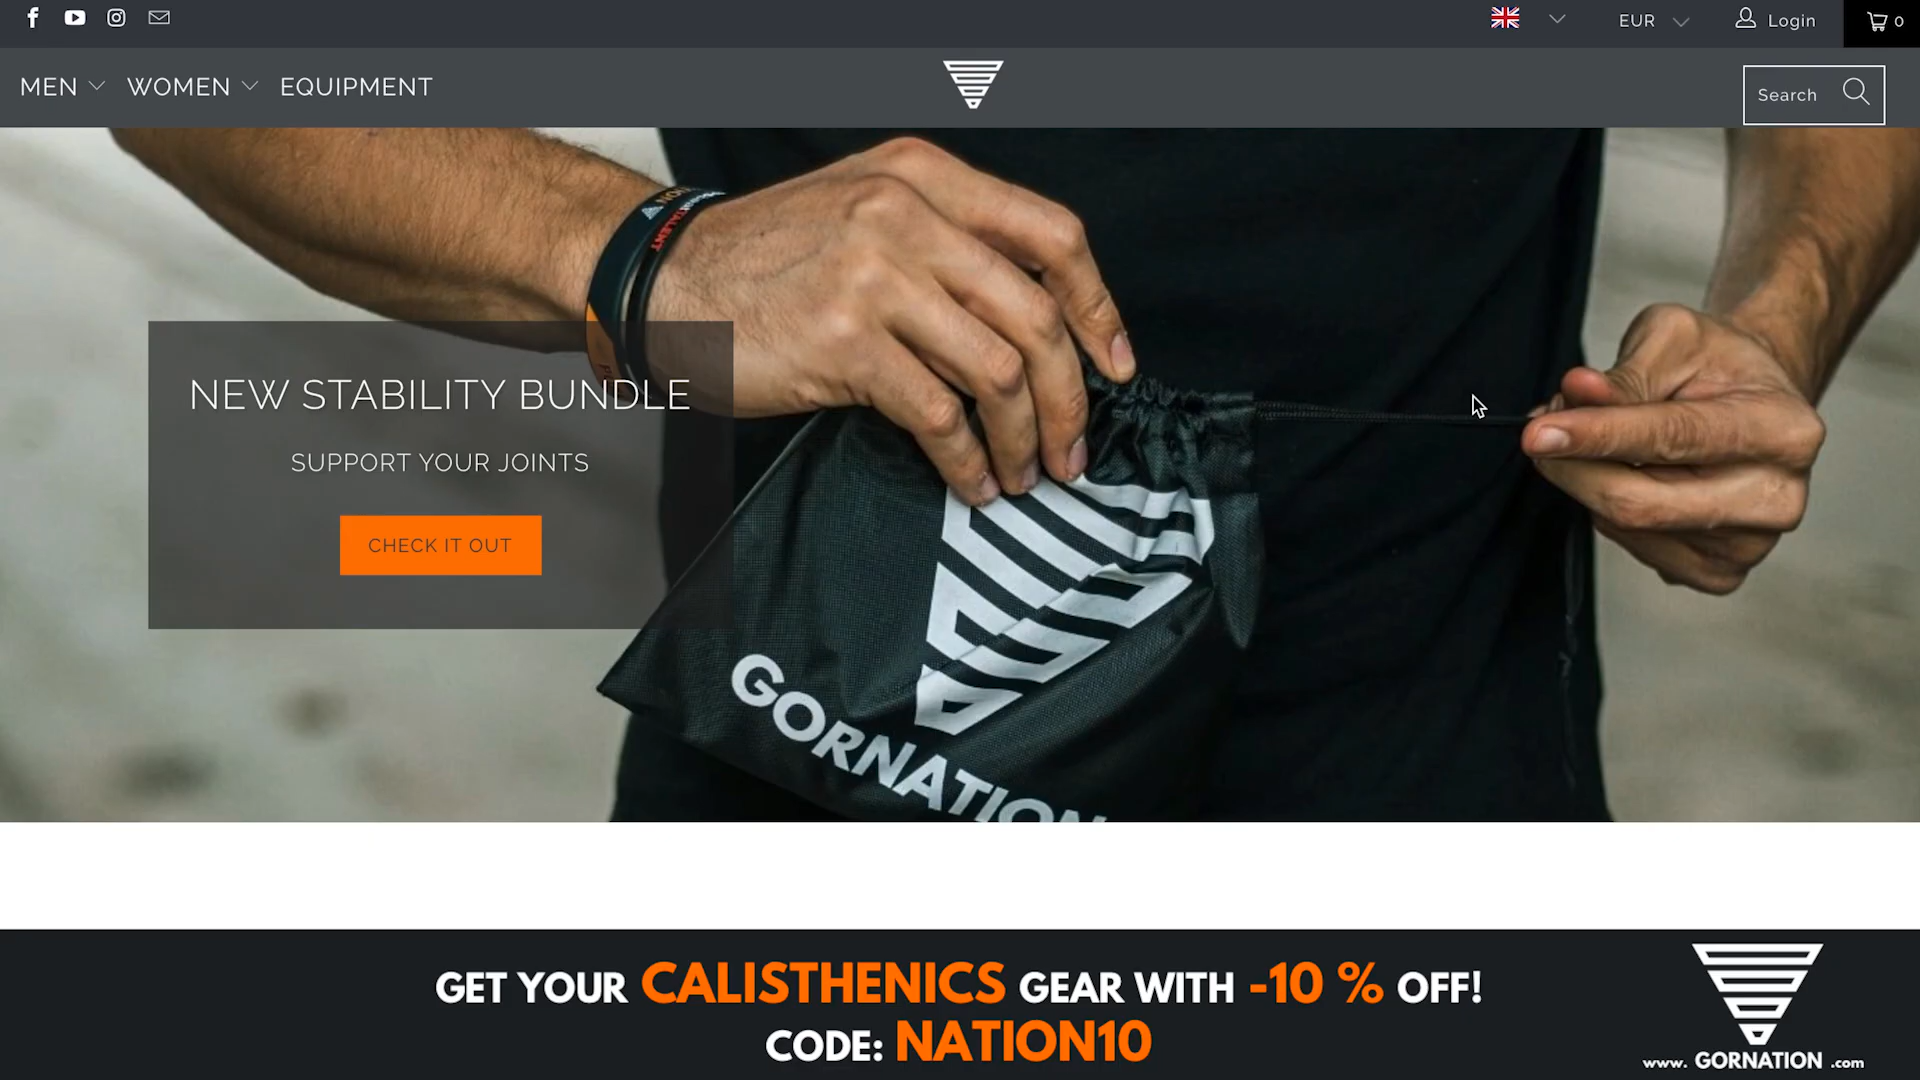 EUR
Login
0
MEN
WOMEN
EQUIPMENT
Search
NEW STABILITY BUNDLE
SUPPORT YOUR JOINTS
CHECK IT OUT
GORNATION
GET YOUR CALISTHENICS GEAR WITH -10 % OFF!
CODE: NATION10
www. GORNATION .com